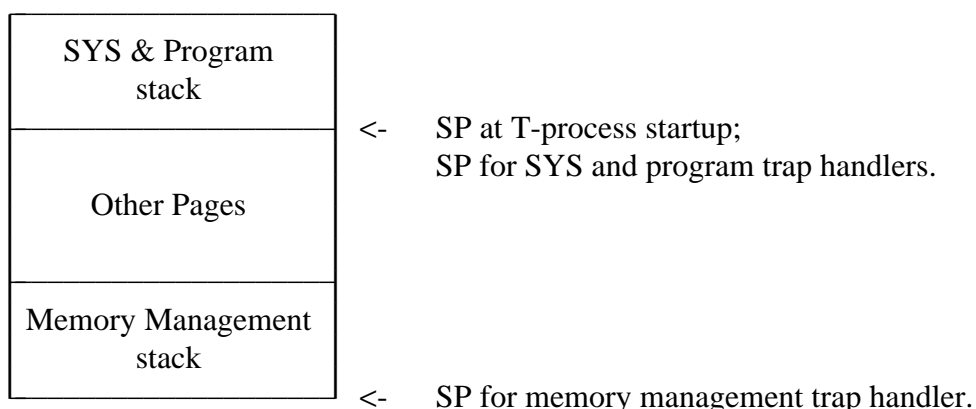 SYS & Program
stack
<- SP at T-process startup;
SP for SYS and program trap handlers.
Other Pages
Memory Management
stack
<- SP for memory management trap handler.